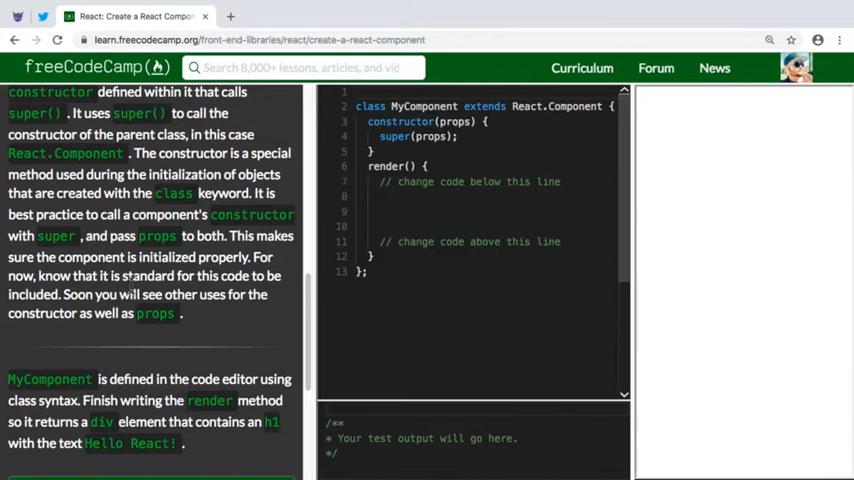 React: Create a React Compon
learn.freecodecamp.org/front-end-libraries/react/create-a-react-component
freeCodeCamp
Search 8,000+ lessons, articles, and vid
Curriculum
Forum
News
constructor defined within it that calls
super() . It uses super() to call the
constructor of the parent class, in this case
React.Component . The constructor is a special
method used during the initialization of objects
that are created with the class keyword. It is
best practice to call a component's constructor
with super , and pass props to both. This makes
sure the component is initialized properly. For
now, know that it is standard for this code to be
included. Soon you will see other uses for the
constructor as well as props .
MyComponent is defined in the code editor using
class syntax. Finish writing the render method
so it returns a div element that contains an h1
with the text Hello React! .
1
2 class MyComponent extends React.Component {
3 constructor(props) {
4 super(props);
5 }
6 render() {
7 // change code below this line
8
9
10
11 // change code above this line
12 }
13 };
/**
* Your test output will go here.
*/